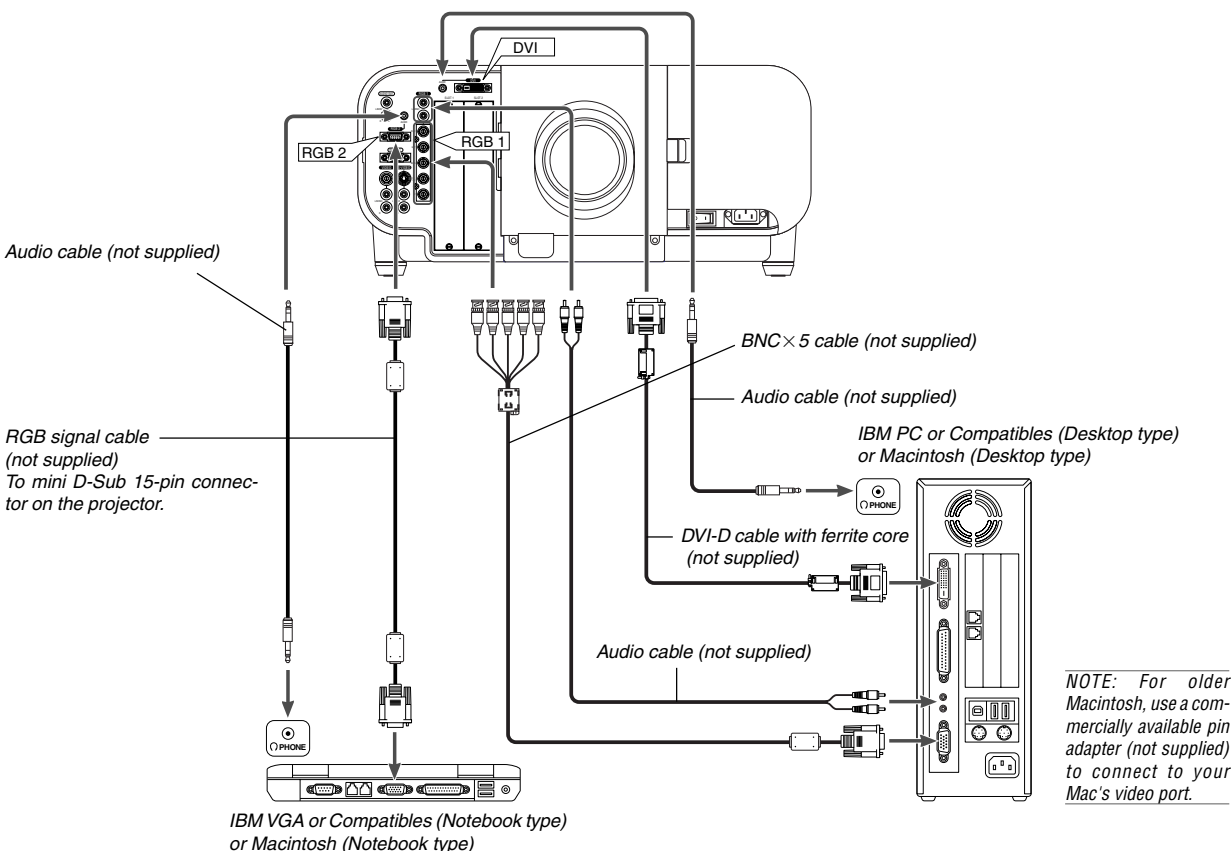 DVI
RGB 1
RGB 2
Audio cable (not supplied)
BNC×5 cable (not supplied)
Audio cable (not supplied)
RGB signal cable
(not supplied)
To mini D-Sub 15-pin connec-
tor on the projector.
IBM PC or Compatibles (Desktop type)
or Macintosh (Desktop type)
PHONE
DVI-D cable with ferrite core
(not supplied)
Audio cable (not supplied)
NOTE: For older
Macintosh, use a com-
mercially available pin
adapter (not supplied)
to connect to your
Mac's video port.
PHONE
IBM VGA or Compatibles (Notebook type)
or Macintosh (Notebook type)